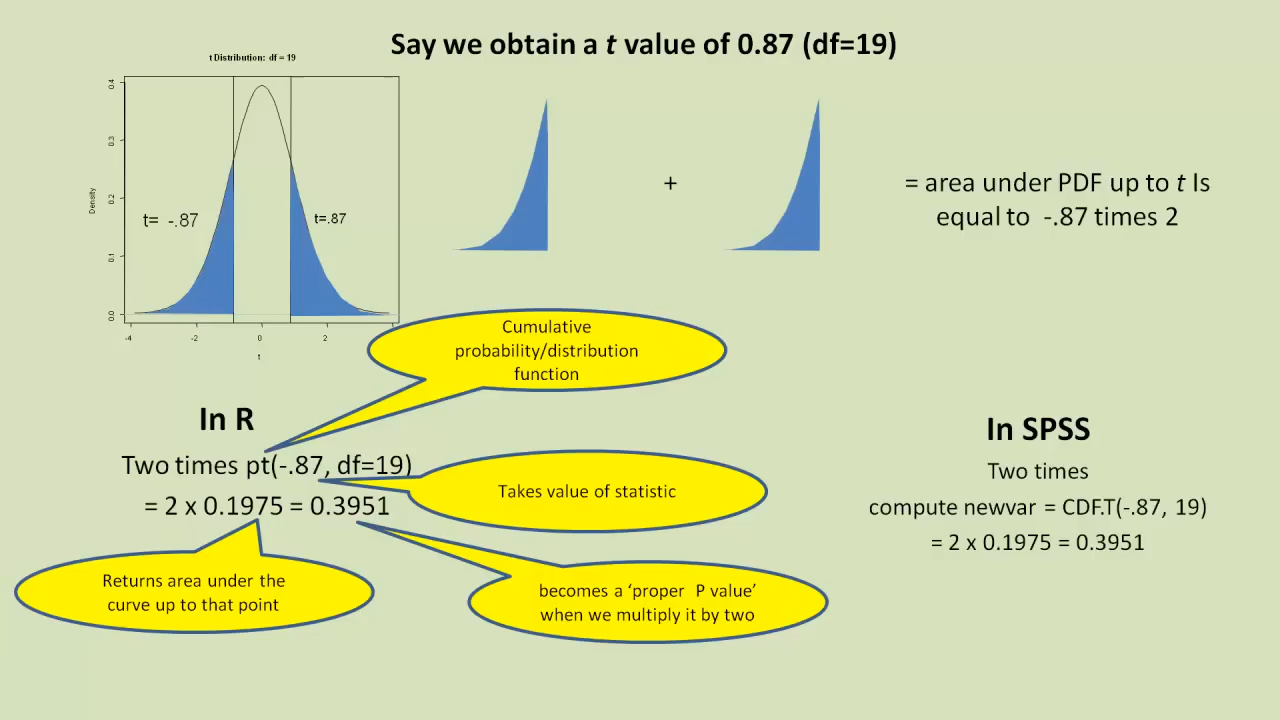 Say we obtain a t value of 0.87 (df=19)
t Distribution: df = 19
0.4
0.3
0.2
0.1
0.0
Density
t= -.87
t=.87
-4
-2
0
2
t
+
= area under PDF up to t Is
equal to -.87 times 2
Cumulative
probability/distribution
function
In R
Two times pt(-.87, df=19)
= 2 x 0.1975 = 0.3951
Takes value of statistic
Returns area under the
curve up to that point
becomes a ‘proper P value’
when we multiply it by two
In SPSS
Two times
compute newvar = CDF.T(-.87, 19)
= 2 x 0.1975 = 0.3951